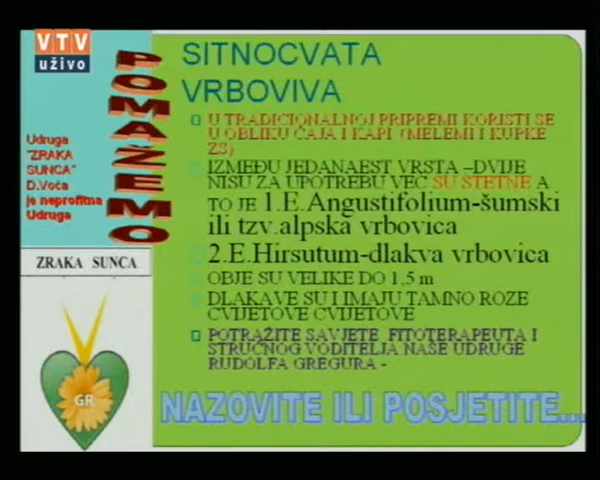 VTV
uživo
POMAŽEMO
Udruga
"ZRAKA
SUNCA"
D.Voća
je neprofitna
Udruga
ZRAKA SUNCA
GR
SITNOCVATA
VRBOVIVA
U TRADICIONALNOJ PRIPREMI KORISTI SE
U OBLIKU ČAJA I KAPI (MELEMI I KUPKE
ZS)
IZMEĐU JEDANAEST VRSTA –DVIJE
NISU ZA UPOTREBU VEĆ SU ŠTETNE A
TO JE 1.E.Angustifolium-šumski
ili tzv.alpska vrbovica
2.E.Hirsutum-dlakva vrbovica
OBJE SU VELIKE DO 1,5 m
DLAKAVE SU I IMAJU TAMNO ROZE
CVIJETOVE CVIJETOVE
POTRAŽITE SAVJETE FITOTERAPEUTA I
STRUČNOG VODITELJA NAŠE UDRUGE
RUDOLFA GREGURA -
NAZOVITE ILI POSJETITE...